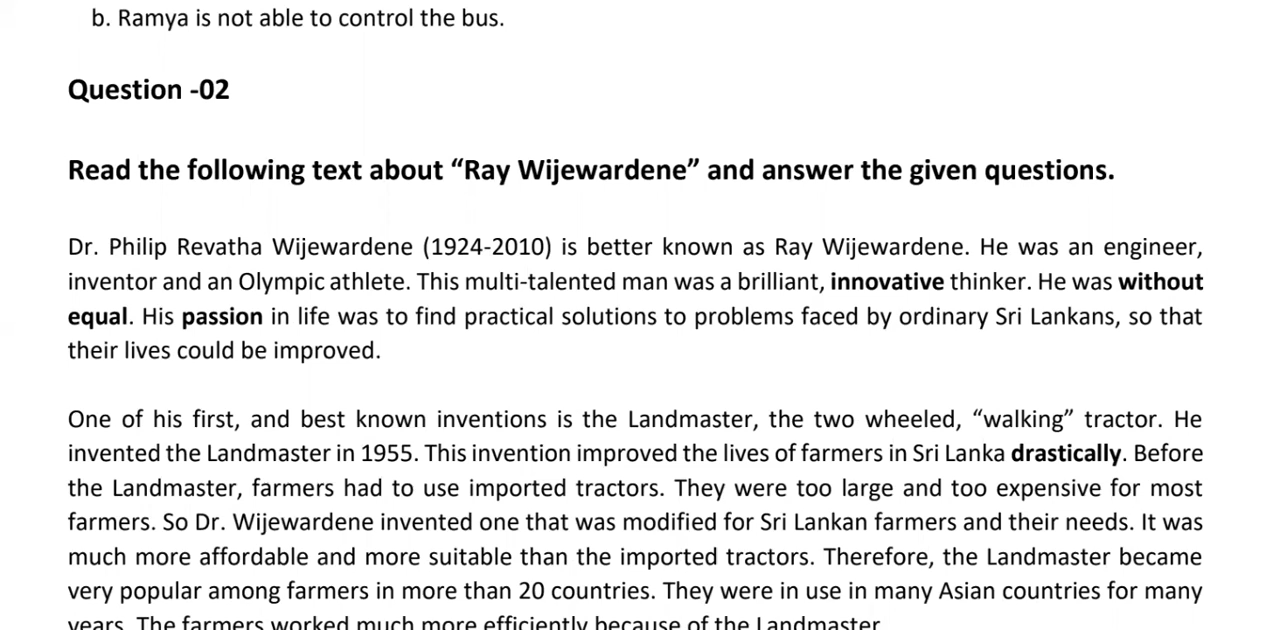 b. Ramya is not able to control the bus.
Question -02
Read the following text about “Ray Wijewardene” and answer the given questions.
Dr. Philip Revatha Wijewardene (1924-2010) is better known as Ray Wijewardene. He was an engineer,
inventor and an Olympic athlete. This multi-talented man was a brilliant, innovative thinker. He was without
equal. His passion in life was to find practical solutions to problems faced by ordinary Sri Lankans, so that
their lives could be improved.
One of his first, and best known inventions is the Landmaster, the two wheeled, “walking” tractor. He
invented the Landmaster in 1955. This invention improved the lives of farmers in Sri Lanka drastically. Before
the Landmaster, farmers had to use imported tractors. They were too large and too expensive for most
farmers. So Dr. Wijewardene invented one that was modified for Sri Lankan farmers and their needs. It was
much more affordable and more suitable than the imported tractors. Therefore, the Landmaster became
very popular among farmers in more than 20 countries. They were in use in many Asian countries for many
years. The farmers worked much more efficiently because of the Landmaster.